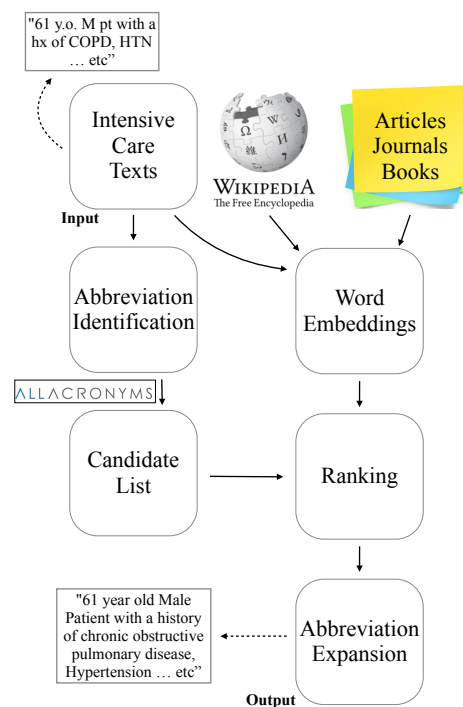 "61 y.o. M pt with a
hx of COPD, HTN
… etc”
Intensive
Care
Texts
Input
Ω
W
И
維
WIKIPEDIA
The Free Encyclopedia
Articles
Journals
Books
Abbreviation
Identification
Word
Embeddings
ALLACRONYMS
Candidate
List
Ranking
"61 year old Male
Patient with a history
of chronic obstructive
pulmonary disease,
Hypertension … etc”
Abbreviation
Expansion
Output